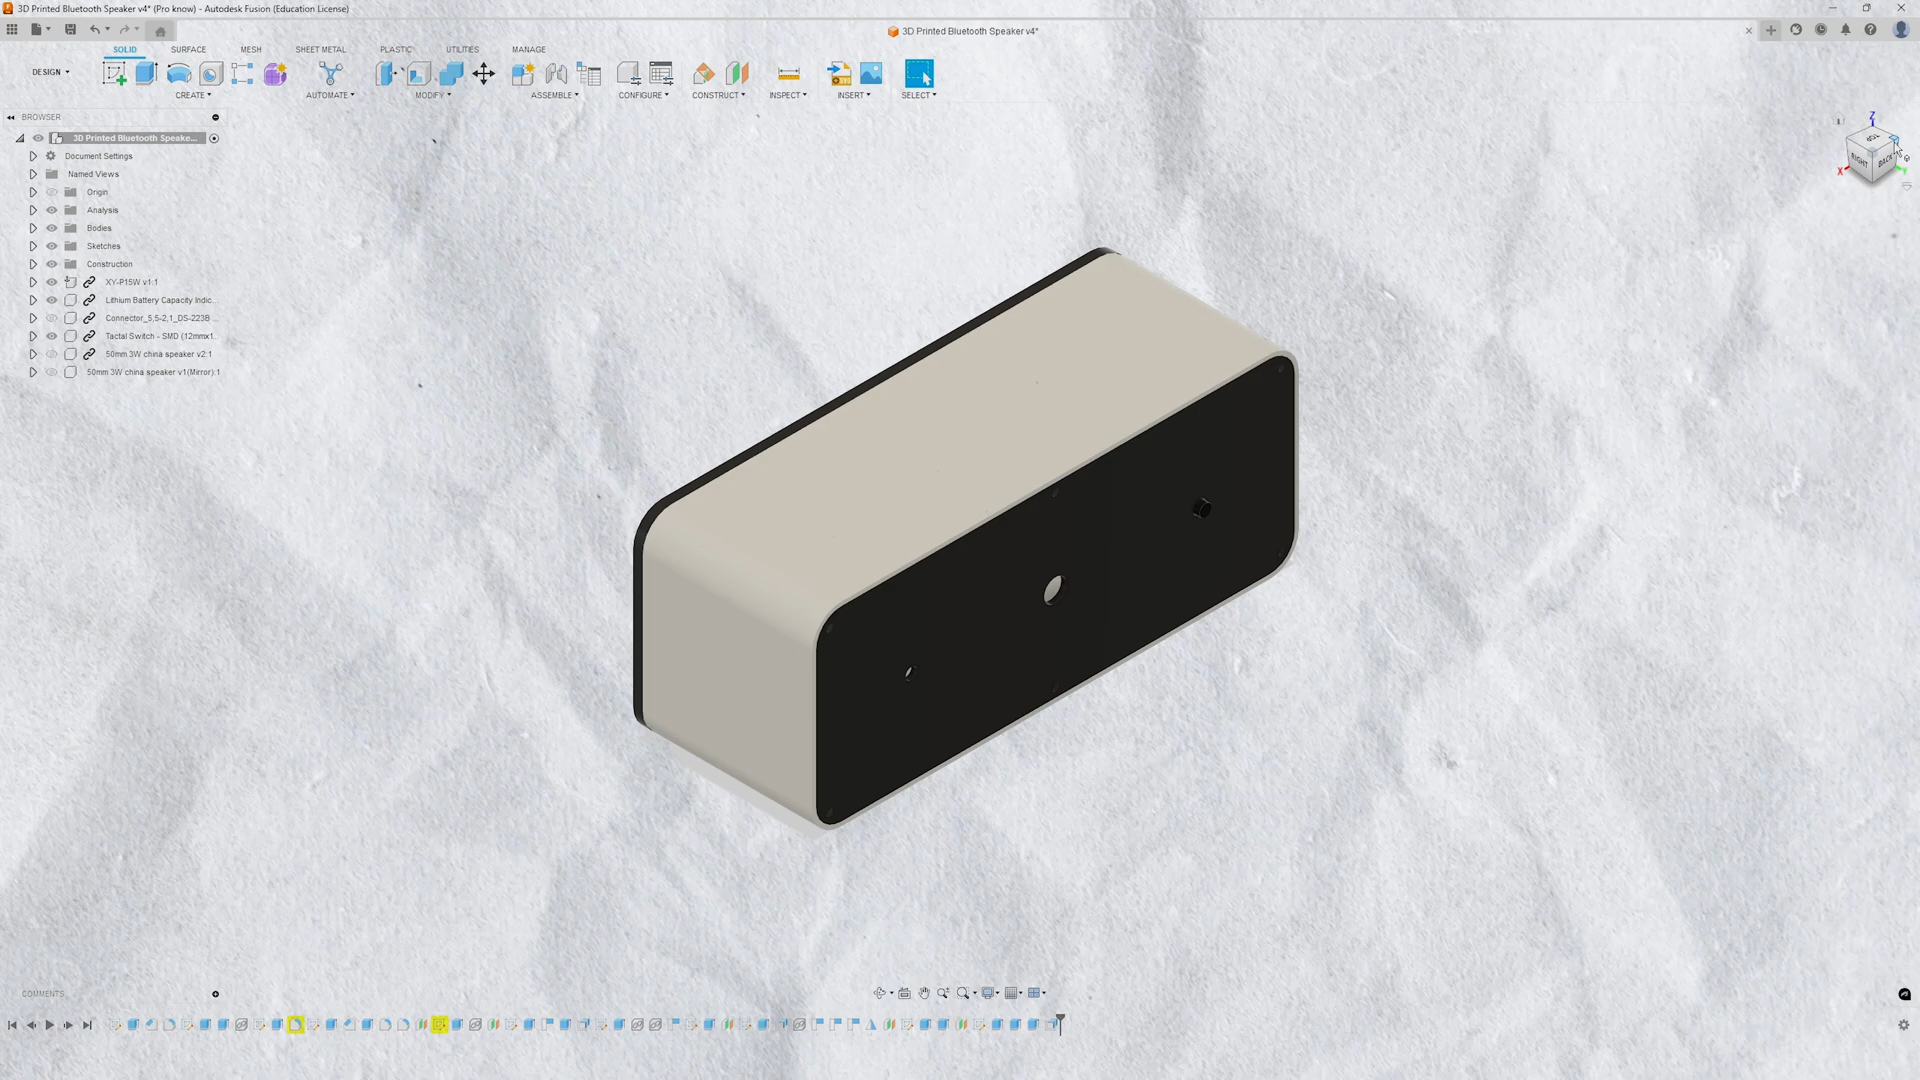 3D Printed Bluetooth Speaker v4* (Pro know) - Autodesk Fusion (Education License)
3D Printed Bluetooth Speaker v4*
SOLID SURFACE MESH SHEET METAL PLASTIC UTILITIES MANAGE
DESIGN
CREATE AUTOMATE MODIFY ASSEMBLE CONFIGURE CONSTRUCT INSPECT INSERT SELECT
BROWSER
3D Printed Bluetooth Speake...
Document Settings
Named Views
Origin
Analysis
Bodies
Sketches
Construction
XY-P15W v1:1
Lithium Battery Capacity Indic...
Connector_5,5-2,1_DS-223B ...
Tactal Switch - SMD (12mmx1...
50mm 3W china speaker v2:1
50mm 3W china speaker v1(Mirror):1
Z
TOP
RIGHT BACK
X Y
COMMENTS